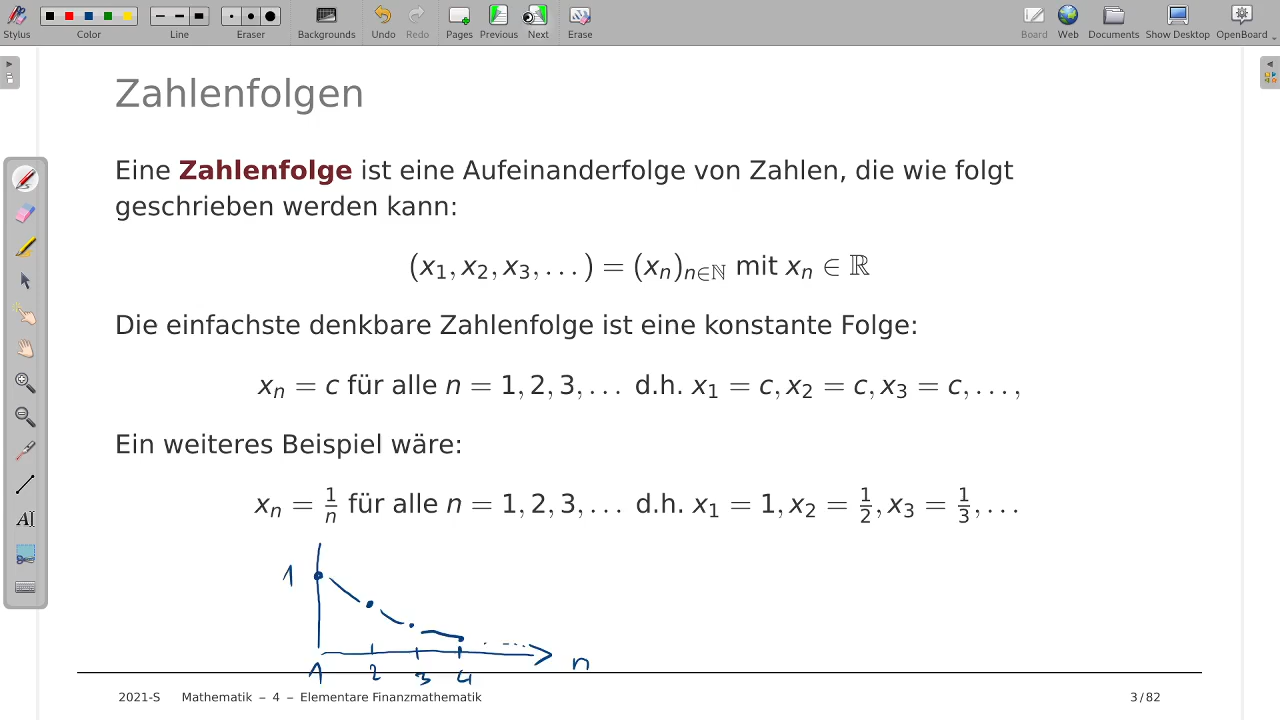 Stylus Color Line Eraser Backgrounds Undo Redo Pages Previous Next Erase Board Web Documents Show Desktop OpenBoard
Zahlenfolgen
Eine Zahlenfolge ist eine Aufeinanderfolge von Zahlen, die wie folgt
geschrieben werden kann:
(x₁, x₂, x₃, . . . ) = (xₙ)ₙ∈ℕ mit xₙ ∈ ℝ
Die einfachste denkbare Zahlenfolge ist eine konstante Folge:
xₙ = c für alle n = 1, 2, 3, . . . d.h. x₁ = c, x₂ = c, x₃ = c, . . . ,
Ein weiteres Beispiel wäre:
xₙ = 1/n für alle n = 1, 2, 3, . . . d.h. x₁ = 1, x₂ = 1/2, x₃ = 1/3, . . .
1
1 2 3 4 n
2021-S Mathematik – 4 – Elementare Finanzmathematik 3/82